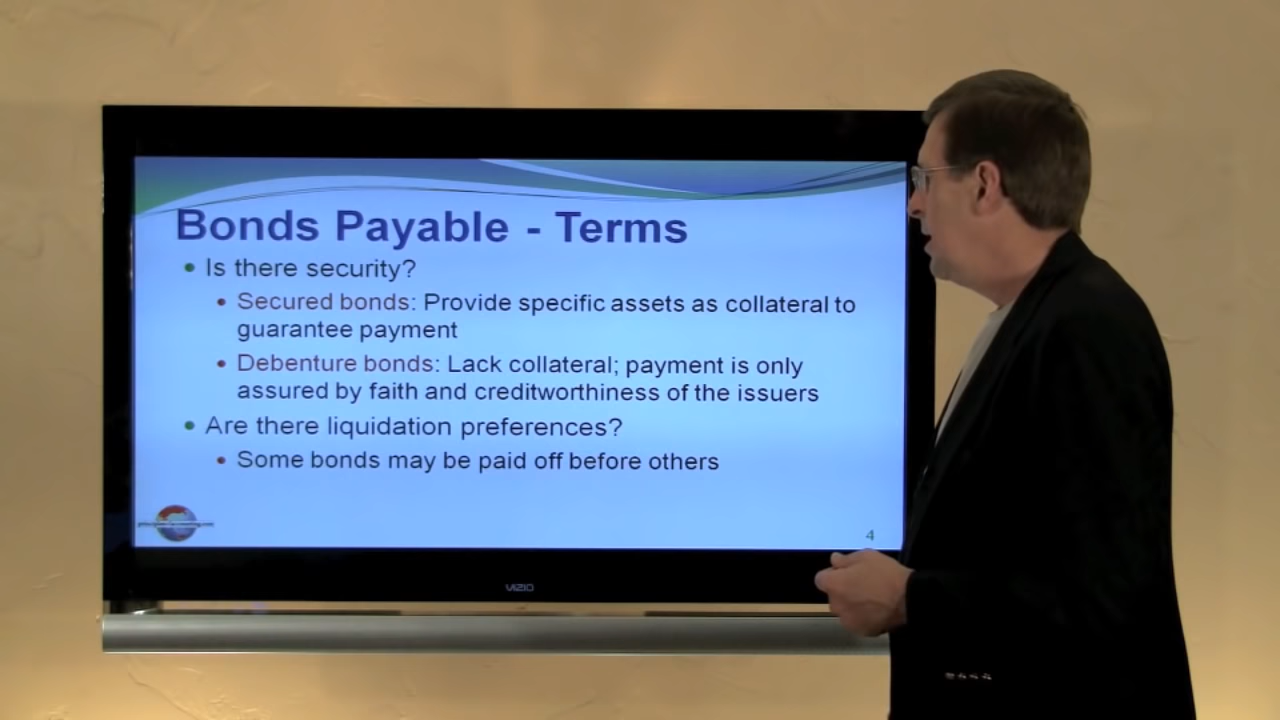 Bonds Payable - Terms
• Is there security?
• Secured bonds: Provide specific assets as collateral to
guarantee payment
• Debenture bonds: Lack collateral; payment is only
assured by faith and creditworthiness of the issuers
• Are there liquidation preferences?
• Some bonds may be paid off before others
principlesofaccounting.com
4
VIZIO